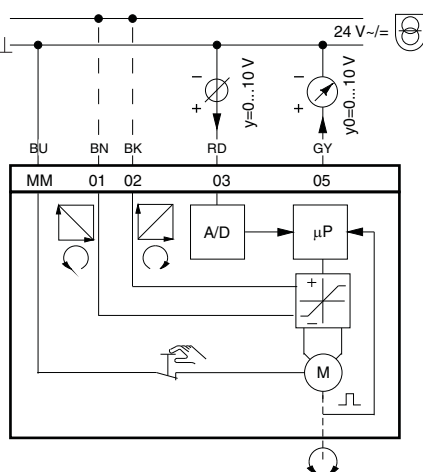 24 V~/=
⊥
− +
y=0...10 V
− +
y0=0...10 V
BU BN BK RD GY
MM 01 02 03 05
A/D
µP
+
−
M